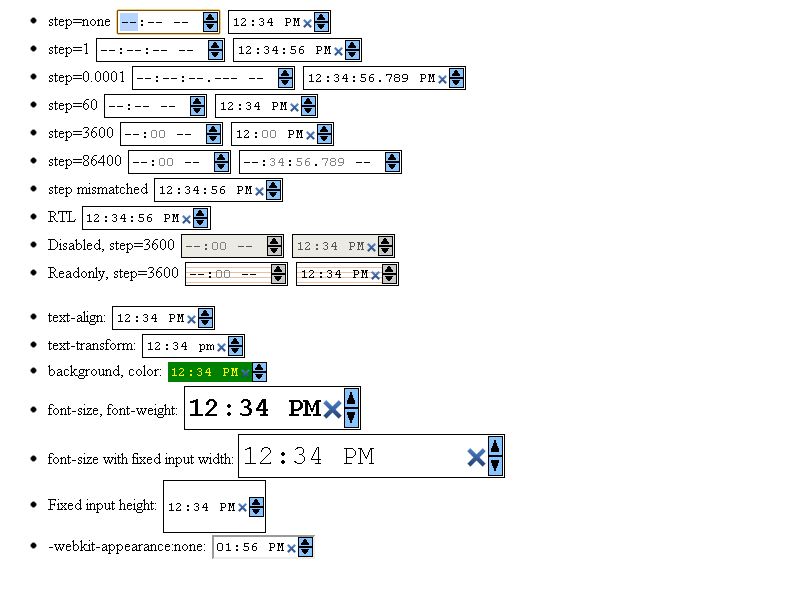 step=none --:-- -- 12:34 PM
step=1 --:--:-- -- 12:34:56 PM
step=0.0001 --:--:--.--- -- 12:34:56.789 PM
step=60 --:-- -- 12:34 PM
step=3600 --:00 -- 12:00 PM
step=86400 --:00 -- --:34:56.789 --
step mismatched 12:34:56 PM
RTL 12:34:56 PM
Disabled, step=3600 --:00 -- 12:34 PM
Readonly, step=3600 --:00 -- 12:34 PM
text-align: 12:34 PM
text-transform: 12:34 pm
background, color: 12:34 PM
font-size, font-weight: 12:34 PM
font-size with fixed input width: 12:34 PM
Fixed input height: 12:34 PM
-webkit-appearance:none: 01:56 PM